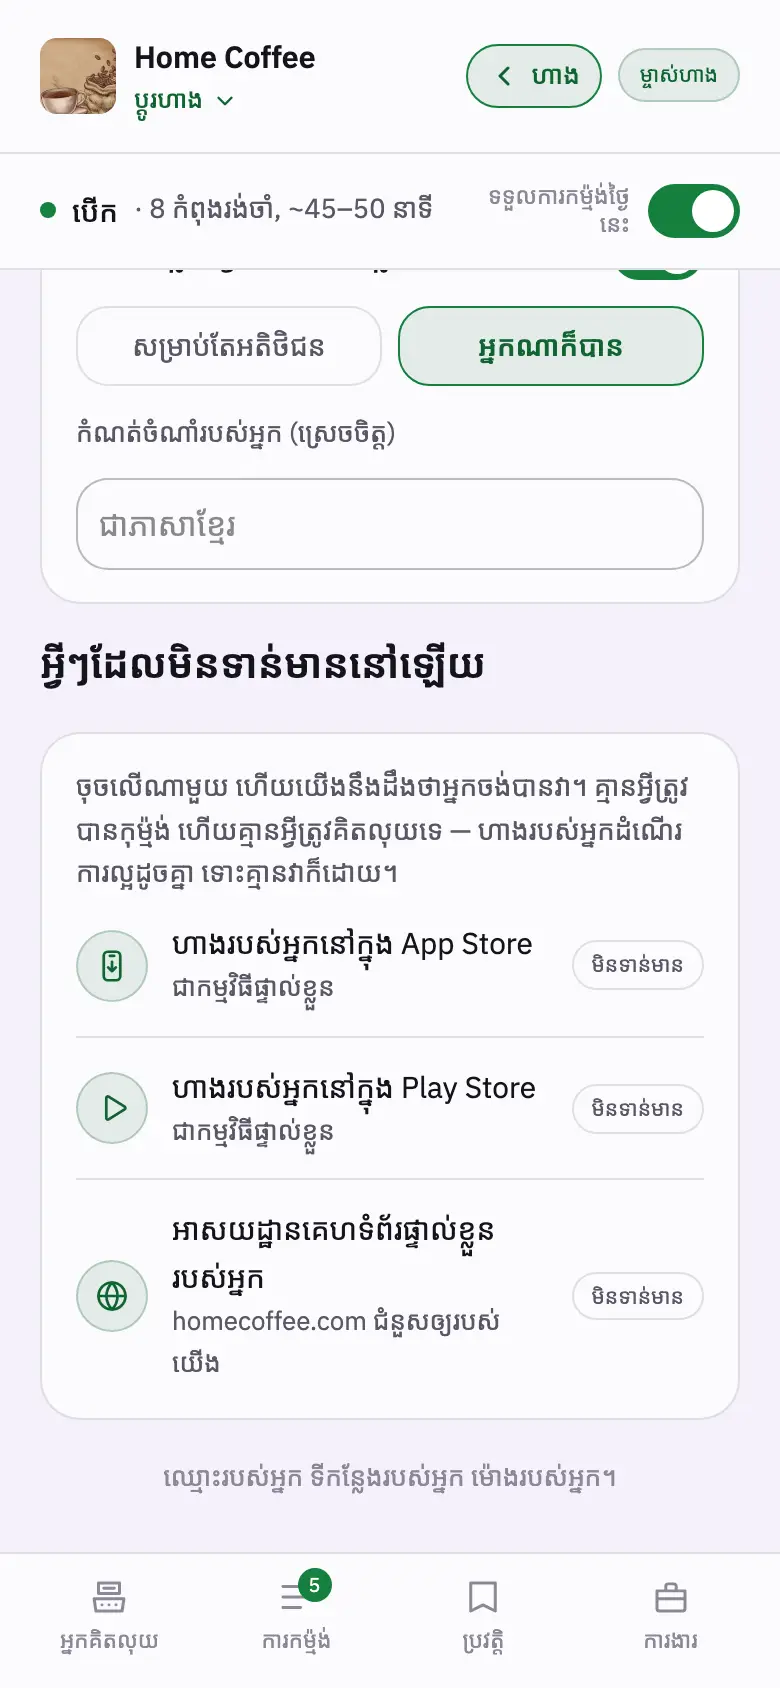 Home Coffee
ប្ដូរហាង
ហាង
ម្ចាស់ហាង
បើក · 8 កំពុងរង់ចាំ, ~45–50 នាទី
ទទួលការកម្ម៉ង់ថ្ងៃ
នេះ
សម្រាប់តែអតិថិជន
អ្នកណាក៏បាន
កំណត់ចំណាំរបស់អ្នក (ស្រេចចិត្ត)
ជាភាសាខ្មែរ
អ្វីៗដែលមិនទាន់មាននៅឡើយ
ចុចលើណាមួយ ហើយយើងនឹងដឹងថាអ្នកចង់បានវា។ គ្មានអ្វីត្រូវ
បានកុម្ម៉ង់ ហើយគ្មានអ្វីត្រូវគិតលុយទេ — ហាងរបស់អ្នកដំណើរ
ការល្អដូចគ្នា ទោះគ្មានវាក៏ដោយ។
ហាងរបស់អ្នកនៅក្នុង App Store
ជាកម្មវិធីផ្ទាល់ខ្លួន
មិនទាន់មាន
ហាងរបស់អ្នកនៅក្នុង Play Store
ជាកម្មវិធីផ្ទាល់ខ្លួន
មិនទាន់មាន
អាសយដ្ឋានគេហទំព័រផ្ទាល់ខ្លួន
របស់អ្នក
homecoffee.com ជំនួសឲ្យរបស់
យើង
មិនទាន់មាន
ឈ្មោះរបស់អ្នក ទីកន្លែងរបស់អ្នក ម៉ោងរបស់អ្នក។
5
អ្នកគិតលុយ
ការកម្ម៉ង់
ប្រវត្តិ
ការងារ